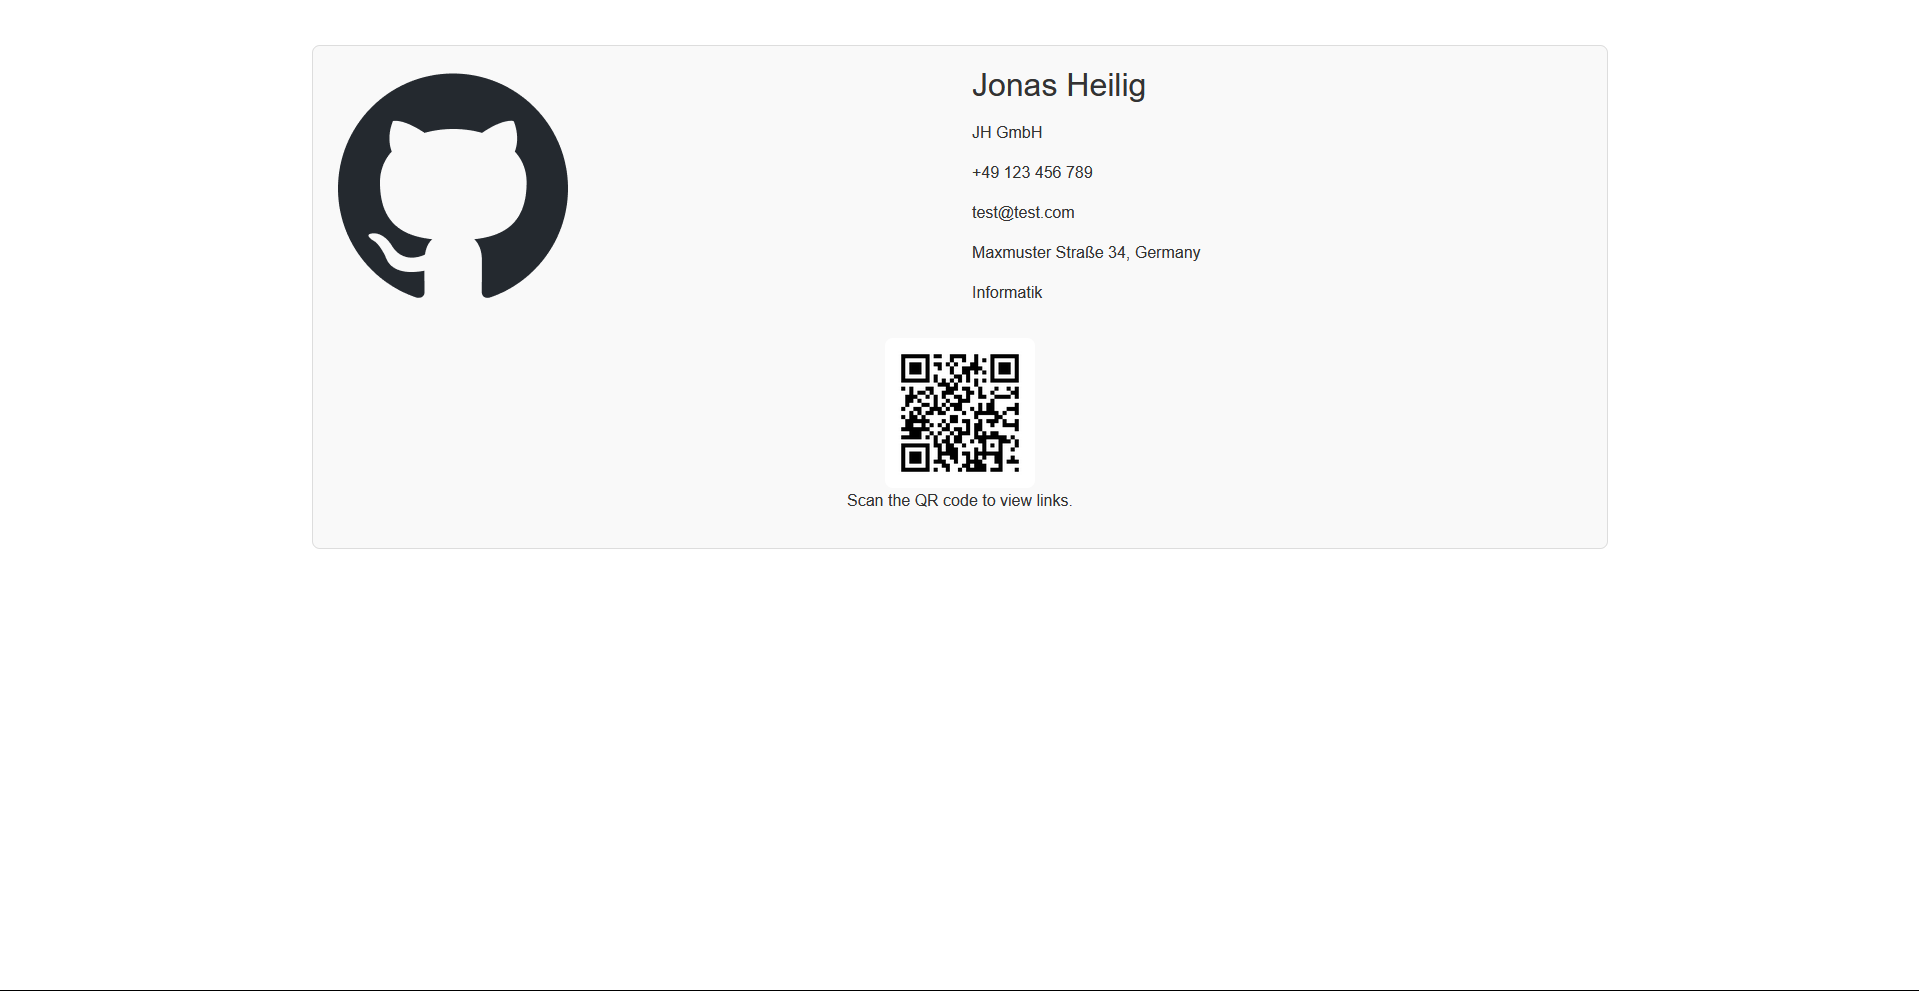 Jonas Heilig
JH GmbH
+49 123 456 789
test@test.com
Maxmuster Straße 34, Germany
Informatik
Scan the QR code to view links.